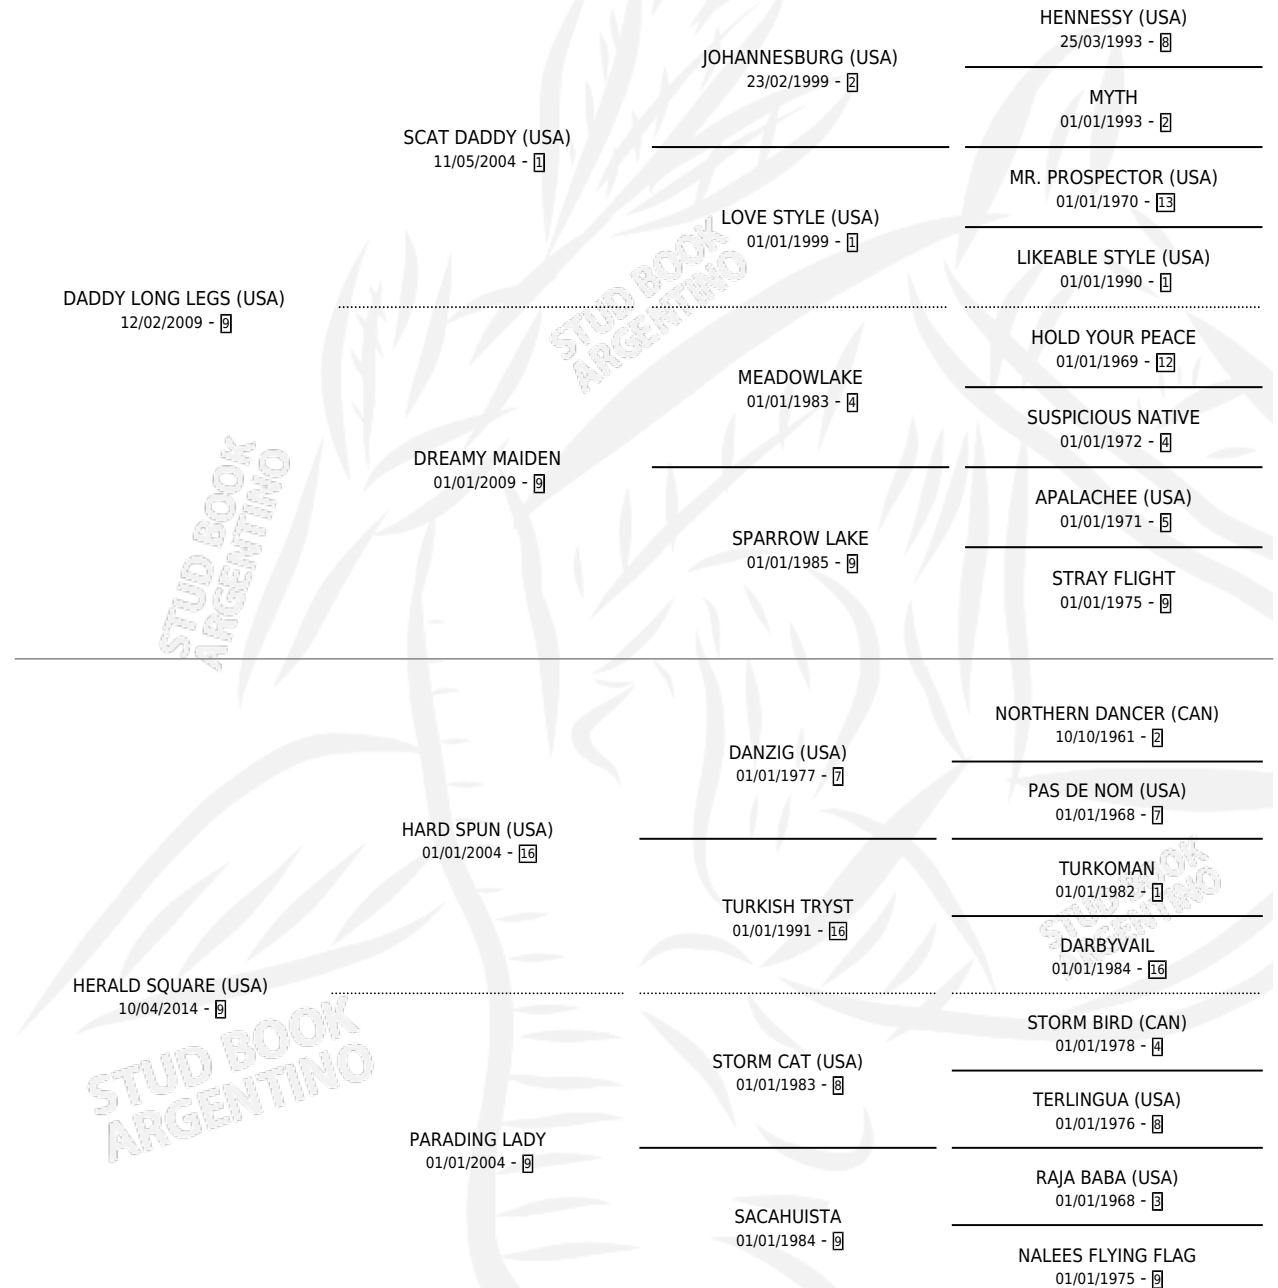 HENNESSY (USA)
25/03/1993 - 8
JOHANNESBURG (USA)
23/02/1999 - 2
MYTH
01/01/1993 - 2
SCAT DADDY (USA)
11/05/2004 - 1
MR. PROSPECTOR (USA)
01/01/1970 - 13
LOVE STYLE (USA)
01/01/1999 - 1
LIKEABLE STYLE (USA)
01/01/1990 - 1
DADDY LONG LEGS (USA)
12/02/2009 - 9
STUD BOOK
ARGENTINO
HOLD YOUR PEACE
01/01/1969 - 12
MEADOWLAKE
01/01/1983 - 4
SUSPICIOUS NATIVE
01/01/1972 - 4
DREAMY MAIDEN
01/01/2009 - 9
STUD BOOK
ARGENTINO
APALACHEE (USA)
01/01/1971 - 5
SPARROW LAKE
01/01/1985 - 9
STRAY FLIGHT
01/01/1975 - 9
NORTHERN DANCER (CAN)
10/10/1961 - 2
DANZIG (USA)
01/01/1977 - 7
PAS DE NOM (USA)
01/01/1968 - 7
HARD SPUN (USA)
01/01/2004 - 16
TURKOMAN
01/01/1982 - 1
STUD BOOK
ARGENTINO
TURKISH TRYST
01/01/1991 - 16
DARBYVAIL
01/01/1984 - 16
HERALD SQUARE (USA)
10/04/2014 - 9
STUD BOOK
ARGENTINO
STORM BIRD (CAN)
01/01/1978 - 4
STORM CAT (USA)
01/01/1983 - 8
TERLINGUA (USA)
01/01/1976 - 8
PARADING LADY
01/01/2004 - 9
RAJA BABA (USA)
01/01/1968 - 3
SACAHUISTA
01/01/1984 - 9
NALEES FLYING FLAG
01/01/1975 - 9